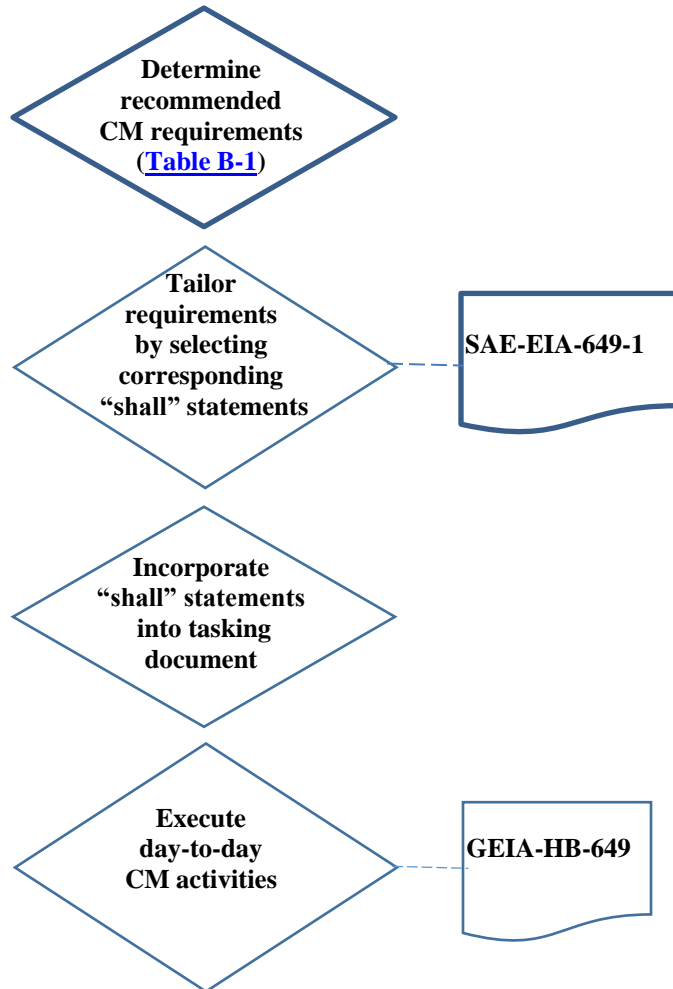 Determine
recommended
CM requirements
(Table B-1)
Tailor
requirements
by selecting
corresponding
“shall” statements
SAE-EIA-649-1
Incorporate
“shall” statements
into tasking
document
Execute
day-to-day
CM activities
GEIA-HB-649